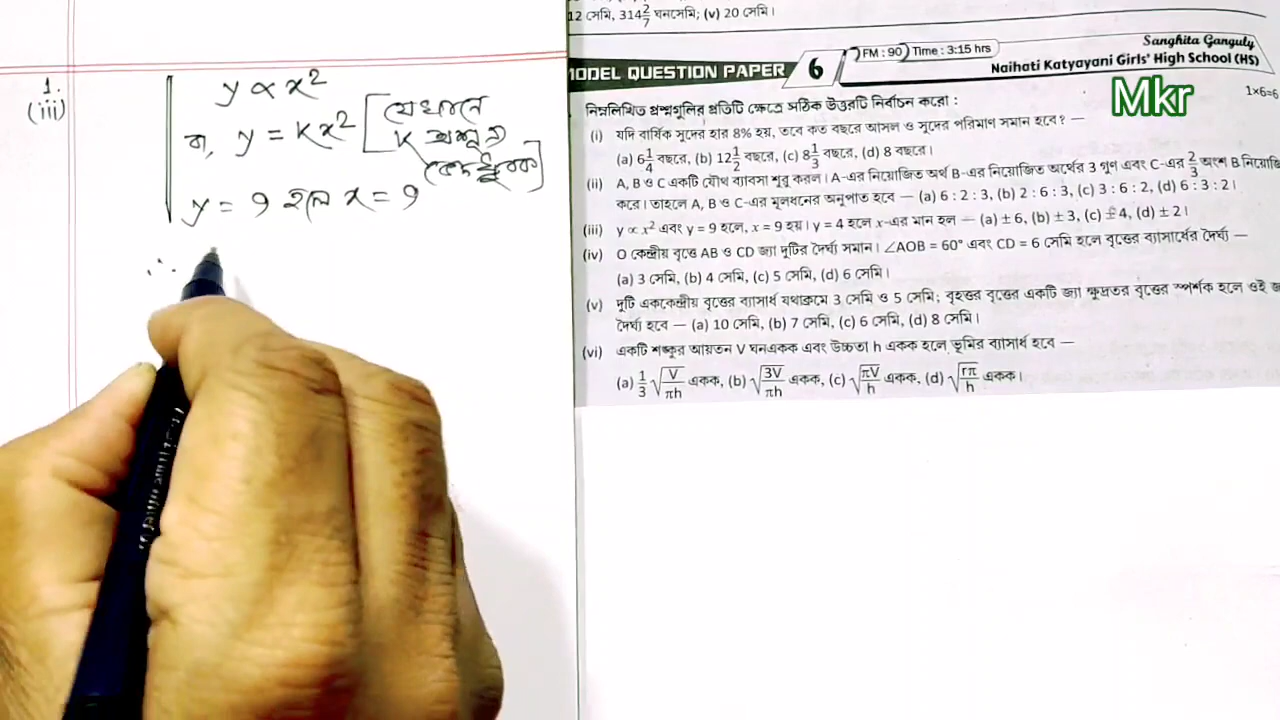 1.
(iii)
y ∝ x²
বা, y = Kx² [যেখানে
K অশূন্য
ভেদ ধ্রুবক]
y = 9 হলে x = 9
∴
12 সেমি, 314 2/7 ঘনসেমি; (v) 20 সেমি।
MODEL QUESTION PAPER 6
FM : 90 Time : 3:15 hrs
Sanghita Ganguly
Naihati Katyayani Girls' High School (HS)
Mkr
1×6=6
নিম্নলিখিত প্রশ্নগুলির প্রতিটি ক্ষেত্রে সঠিক উত্তরটি নির্বাচন করো :
(i) যদি বার্ষিক সুদের হার 8% হয়, তবে কত বছরে আসল ও সুদের পরিমাণ সমান হবে? —
(a) 6 1/4 বছরে, (b) 12 1/2 বছরে, (c) 8 1/3 বছরে, (d) 8 বছরে।
(ii) A, B ও C একটি যৌথ ব্যাবসা শুরু করল। A-এর নিয়োজিত অর্থ B-এর নিয়োজিত অর্থের 3 গুণ এবং C-এর 2/3 অংশ B নিয়োজিত
করে। তাহলে A, B ও C-এর মূলধনের অনুপাত হবে — (a) 6 : 2 : 3, (b) 2 : 6 : 3, (c) 3 : 6 : 2, (d) 6 : 3 : 2।
(iii) y ∝ x² এবং y = 9 হলে, x = 9 হয়। y = 4 হলে x-এর মান হল — (a) ± 6, (b) ± 3, (c) ± 4, (d) ± 2।
(iv) O কেন্দ্রীয় বৃত্তে AB ও CD জ্যা দুটির দৈর্ঘ্য সমান। ∠AOB = 60° এবং CD = 6 সেমি হলে বৃত্তের ব্যাসার্ধের দৈর্ঘ্য —
(a) 3 সেমি, (b) 4 সেমি, (c) 5 সেমি, (d) 6 সেমি।
(v) দুটি এককেন্দ্রীয় বৃত্তের ব্যাসার্ধ যথাক্রমে 3 সেমি ও 5 সেমি; বৃহত্তর বৃত্তের একটি জ্যা ক্ষুদ্রতর বৃত্তের স্পর্শক হলে ওই
দৈর্ঘ্য হবে — (a) 10 সেমি, (b) 7 সেমি, (c) 6 সেমি, (d) 8 সেমি।
(vi) একটি শঙ্কুর আয়তন V ঘনএকক এবং উচ্চতা h একক হলে ভূমির ব্যাসার্ধ হবে —
(a) 1/3 √(V/πh) একক, (b) √(3V/πh) একক, (c) √(πV/h) একক, (d) √(rπ/h) একক।